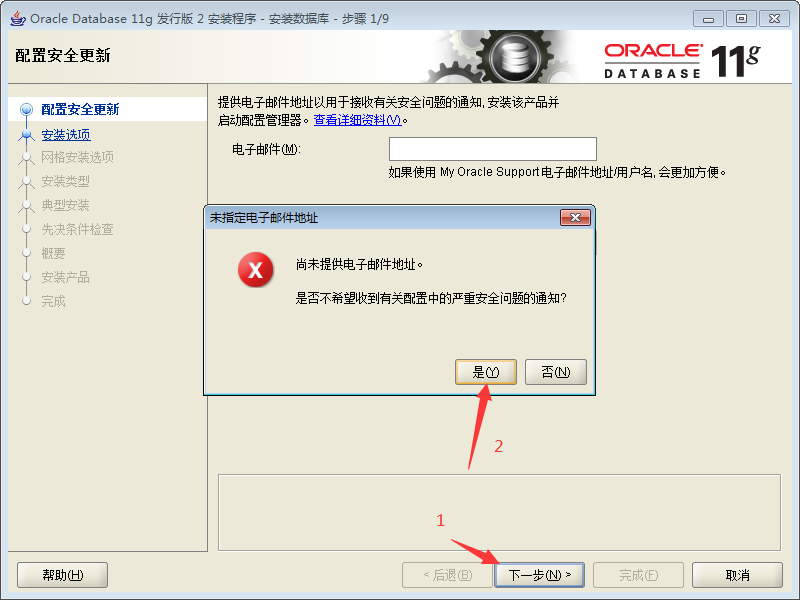 Oracle Database 11g 发行版 2 安装程序 - 安装数据库 - 步骤 1/9
配置安全更新
ORACLE
DATABASE
11g
配置安全更新
安装选项
网格安装选项
安装类型
典型安装
先决条件检查
概要
安装产品
完成
提供电子邮件地址以用于接收有关安全问题的通知, 安装该产品并
启动配置管理器。查看详细资料(V)。
电子邮件(M):
如果使用 My Oracle Support 电子邮件地址/用户名, 会更加方便。
未指定电子邮件地址
X
尚未提供电子邮件地址。
是否不希望收到有关配置中的严重安全问题的通知?
是(Y)
否(N)
2
1
帮助(H)
< 后退(B)
下一步(N) >
完成(F)
取消